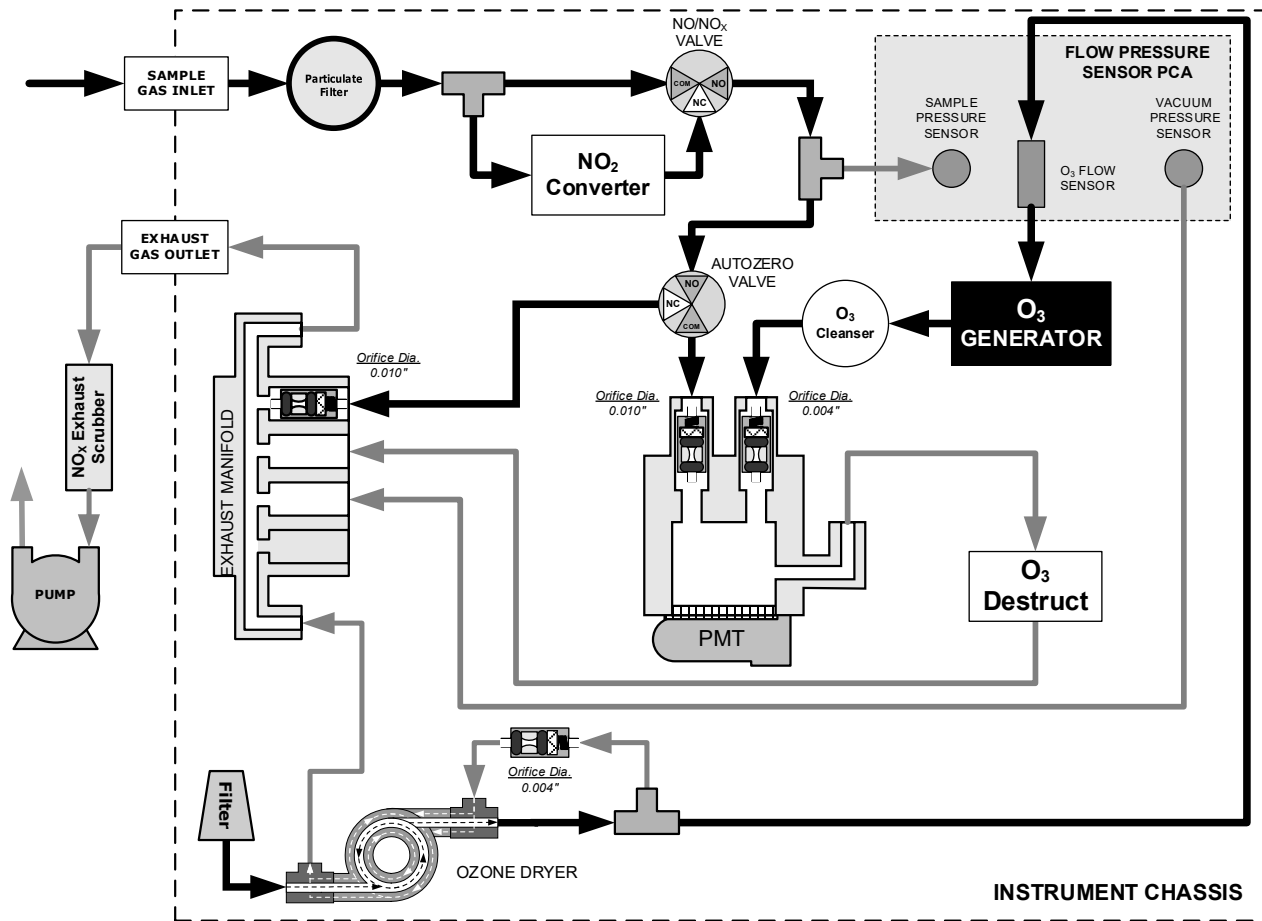 NO/NOX
VALVE
FLOW PRESSURE
SENSOR PCA
SAMPLE
GAS INLET
Particulate
Filter
COM
NO
NC
SAMPLE
PRESSURE
SENSOR
VACUUM
PRESSURE
SENSOR
NO2
Converter
O3 FLOW
SENSOR
EXHAUST
GAS OUTLET
AUTOZERO
VALVE
NO
NC
COM
O3
Cleanser
O3
GENERATOR
Orifice Dia.
0.010"
Orifice Dia.
0.010"
Orifice Dia.
0.004"
NOX Exhaust
Scrubber
EXHAUST MANIFOLD
PUMP
O3
Destruct
PMT
Orifice Dia.
0.004"
Filter
OZONE DRYER
INSTRUMENT CHASSIS